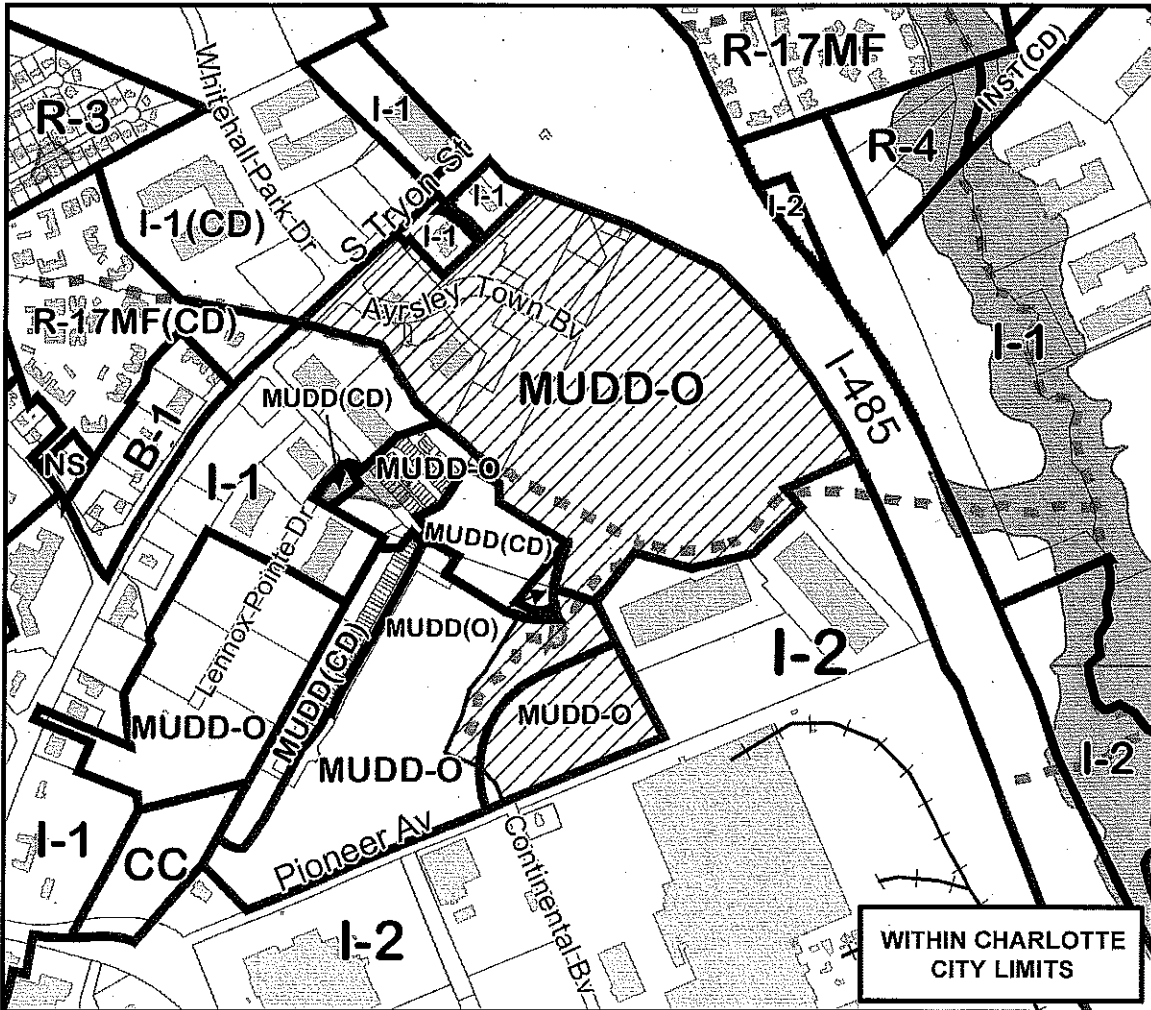 R-17MF
INST(CD)
R-3
I-1
R-4
Whitehall-Park-Dr
S. Tryon St
I-1
I-1
I-2
I-1(CD)
Ayrsley Town Bv
R-17MF(CD)
I-1
MUDD-O
I-485
MUDD(CD)
B-1
NS
MUDD-O
I-1
MUDD(CD)
Lennox-Pointe-Dr
MUDD(O)
I-2
MUDD(CD)
MUDD-O
MUDD-O
MUDD-O
I-2
I-1
CC
Pioneer Av
Continental-Bv
I-2
WITHIN CHARLOTTE
CITY LIMITS